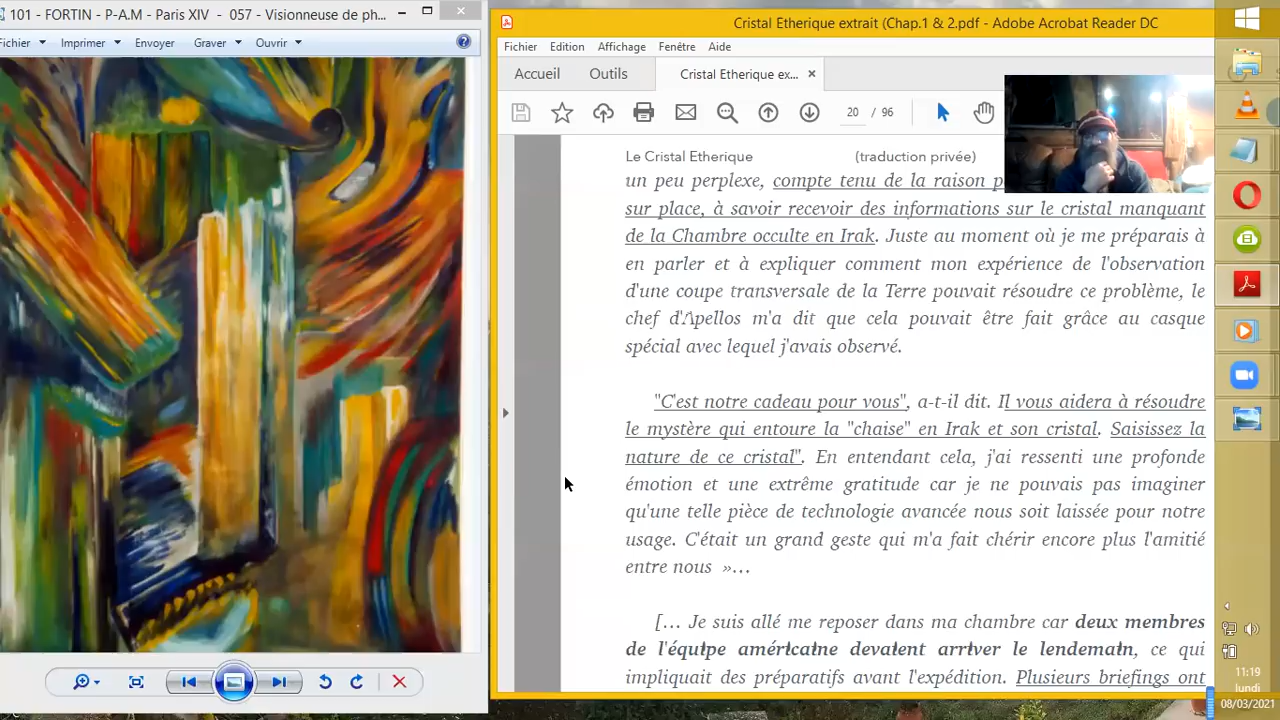 101 - FORTIN - P-A.M - Paris XIV - 057 - Visionneuse de ph...
Fichier Imprimer Envoyer Graver Ouvrir
Cristal Etherique extrait (Chap.1 & 2.pdf - Adobe Acrobat Reader DC
Fichier Edition Affichage Fenêtre Aide
Accueil Outils Cristal Etherique ex...
20 / 96
Le Cristal Etherique (traduction privée)
un peu perplexe, compte tenu de la raison
sur place, à savoir recevoir des informations sur le cristal manquant
de la Chambre occulte en Irak. Juste au moment où je me préparais à
en parler et à expliquer comment mon expérience de l'observation
d'une coupe transversale de la Terre pouvait résoudre ce problème, le
chef d'Apellos m'a dit que cela pouvait être fait grâce au casque
spécial avec lequel j'avais observé.
"C'est notre cadeau pour vous", a-t-il dit. Il vous aidera à résoudre
le mystère qui entoure la "chaise" en Irak et son cristal. Saisissez la
nature de ce cristal". En entendant cela, j'ai ressenti une profonde
émotion et une extrême gratitude car je ne pouvais pas imaginer
qu'une telle pièce de technologie avancée nous soit laissée pour notre
usage. C'était un grand geste qui m'a fait chérir encore plus l'amitié
entre nous »...
[... Je suis allé me reposer dans ma chambre car deux membres
de l'équipe américaine devaient arriver le lendemain, ce qui
impliquait des préparatifs avant l'expédition. Plusieurs briefings ont
11:19
lundi
08/03/2021